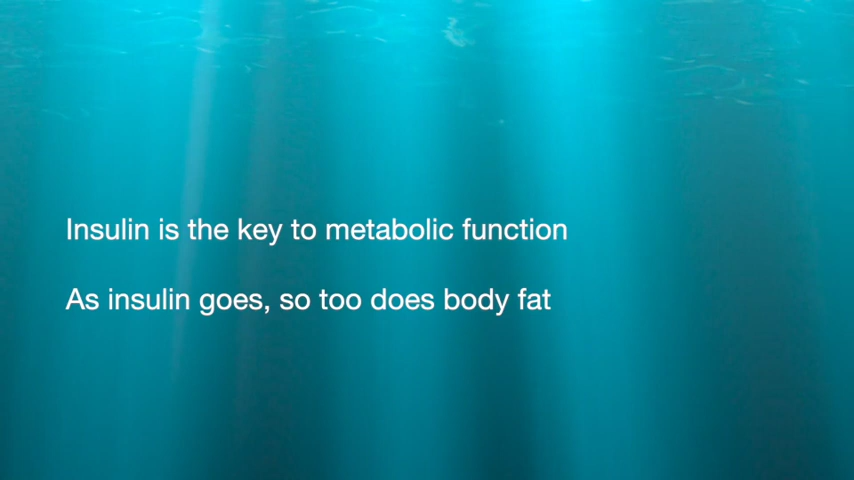 Insulin is the key to metabolic function
As insulin goes, so too does body fat